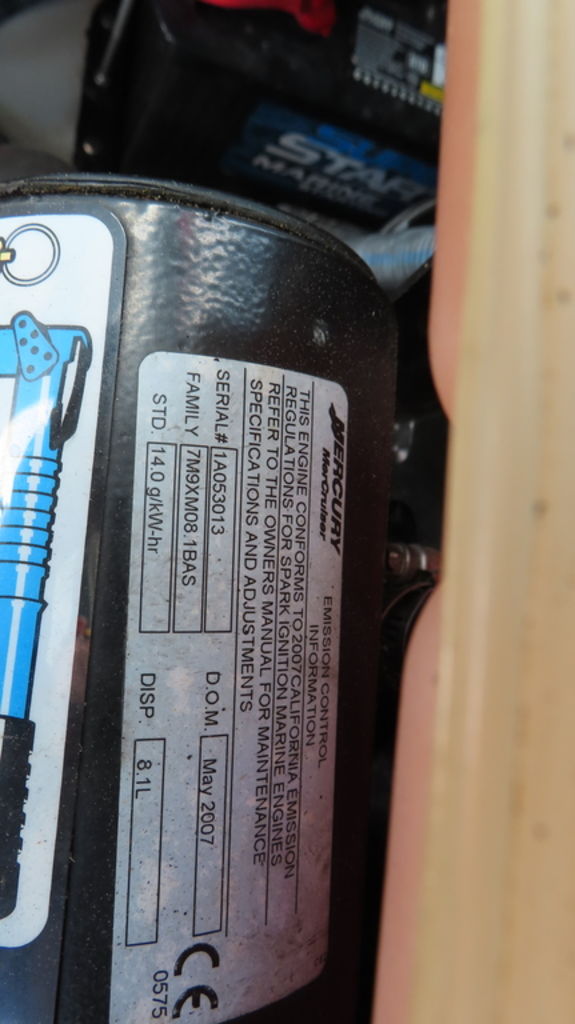 MERCURY
MerCruiser
EMISSION CONTROL
INFORMATION
THIS ENGINE CONFORMS TO 2007 CALIFORNIA EMISSION
REGULATIONS FOR SPARK IGNITION MARINE ENGINES
REFER TO THE OWNERS MANUAL FOR MAINTENANCE
SPECIFICATIONS AND ADJUSTMENTS
SERIAL# 1A053013 D.O.M. May 2007
FAMILY 7M9XM08.1BAS
STD. 14.0 g/kW-hr DISP. 8.1L
CE 0575
START
MARINE